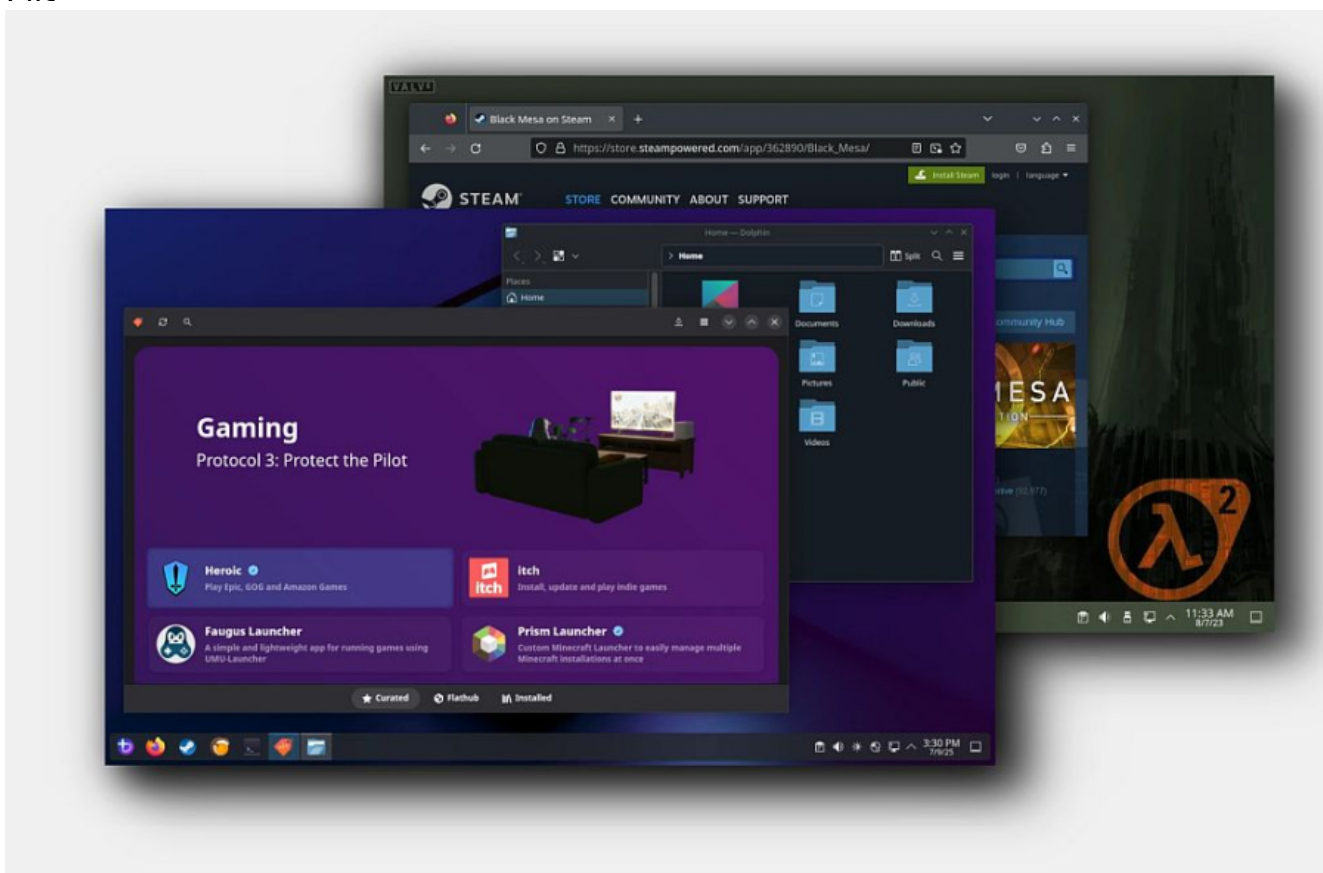 VALVE
Black Mesa on Steam
https://store.steampowered.com/app/362890/Black_Mesa/
Install Steam login | language
STEAM STORE COMMUNITY ABOUT SUPPORT
Home — Dolphin
Home Split
Places
Home
Documents Downloads
Pictures Public
Videos
Community Hub
MESA
(92,977)
2
11:33 AM
8/7/23
Gaming
Protocol 3: Protect the Pilot
Heroic
Play Epic, GOG and Amazon Games
itch
itch
Install, update and play indie games
Faugus Launcher
A simple and lightweight app for running games using
UMU-Launcher
Prism Launcher
Custom Minecraft Launcher to easily manage multiple
Minecraft installations at once
Curated Flathub Installed
3:30 PM
7/9/25